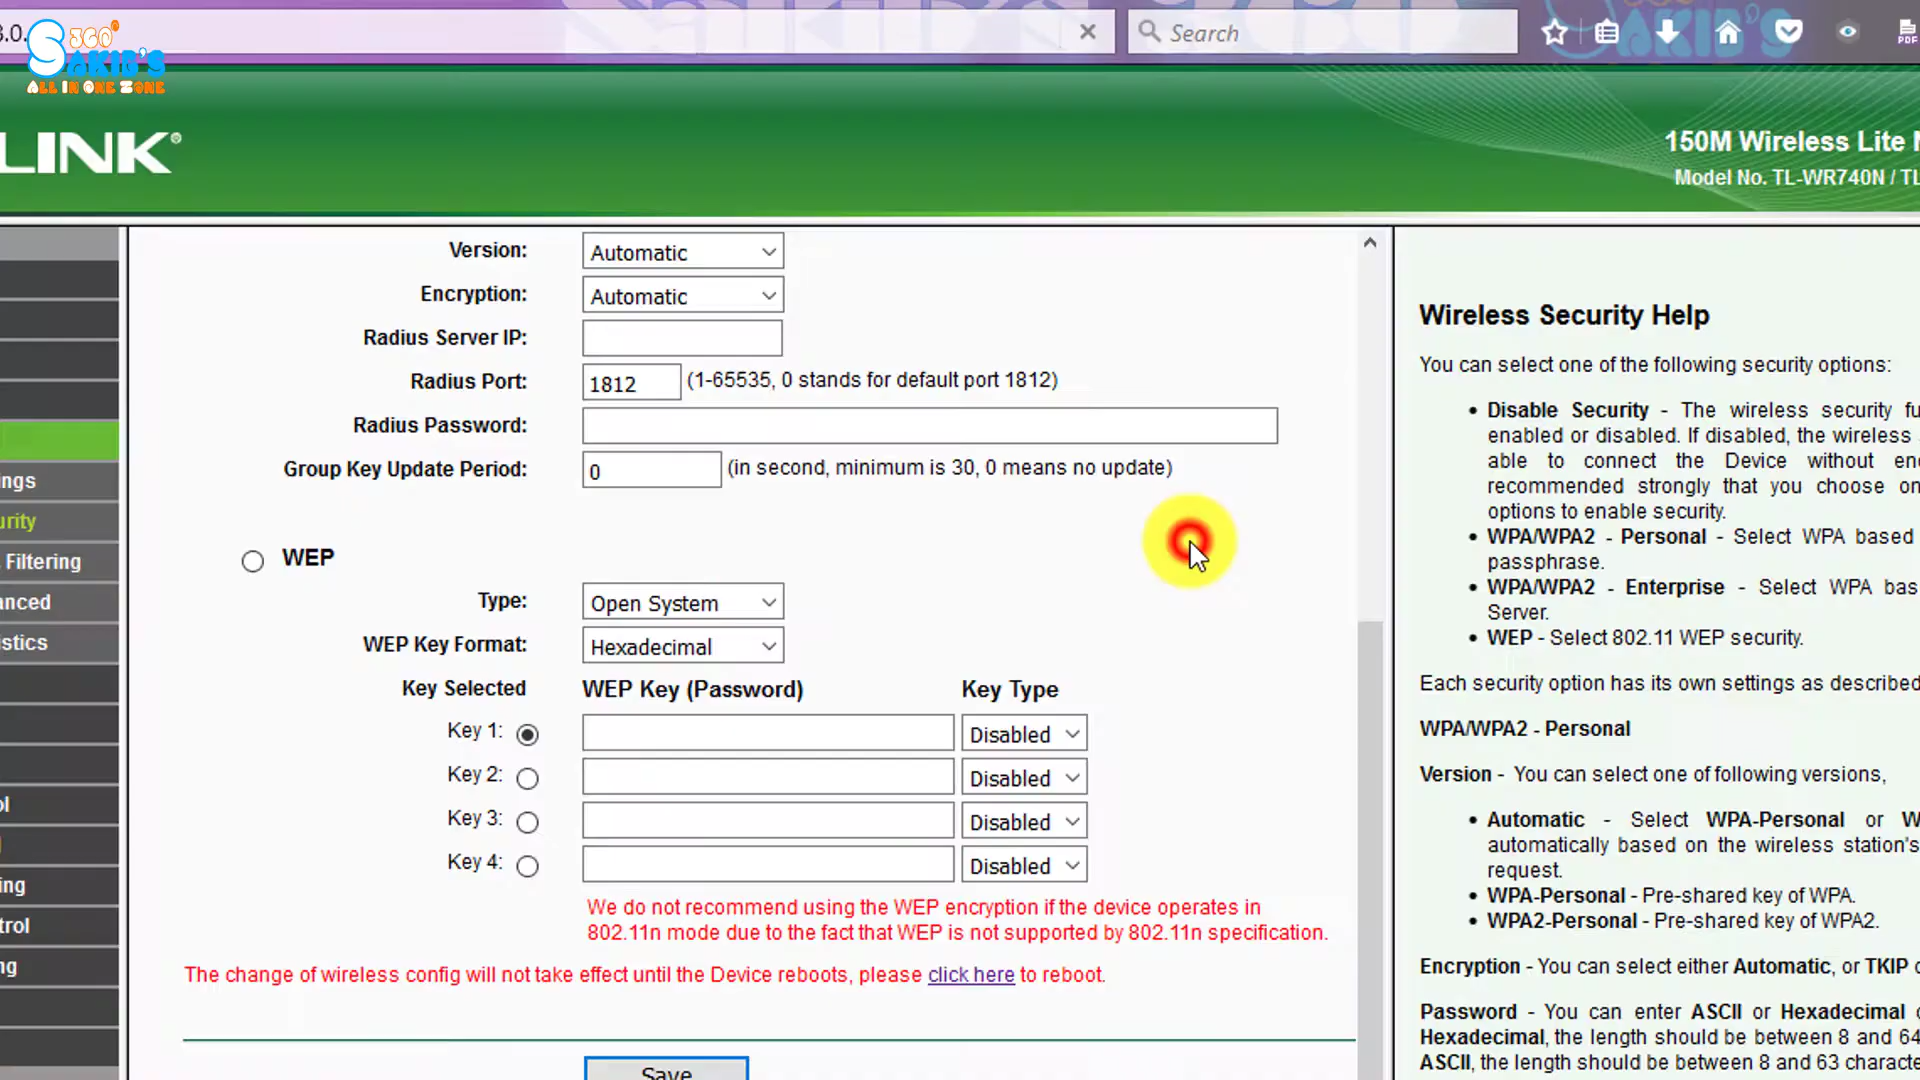 3.0.
Search
360°
SAKIB'S
ALL IN ONE ZONE
LINK®
150M Wireless Lite N
Model No. TL-WR740N / TL
ings
urity
Filtering
anced
istics
ol
ing
trol
ng
Version: Automatic
Encryption: Automatic
Radius Server IP:
Radius Port: 1812 (1-65535, 0 stands for default port 1812)
Radius Password:
Group Key Update Period: 0 (in second, minimum is 30, 0 means no update)
WEP
Type: Open System
WEP Key Format: Hexadecimal
Key Selected WEP Key (Password) Key Type
Key 1: Disabled
Key 2: Disabled
Key 3: Disabled
Key 4: Disabled
We do not recommend using the WEP encryption if the device operates in
802.11n mode due to the fact that WEP is not supported by 802.11n specification.
The change of wireless config will not take effect until the Device reboots, please click here to reboot.
Save
Wireless Security Help
You can select one of the following security options:
• Disable Security - The wireless security fu
enabled or disabled. If disabled, the wireless
able to connect the Device without en
recommended strongly that you choose on
options to enable security.
• WPA/WPA2 - Personal - Select WPA based
passphrase.
• WPA/WPA2 - Enterprise - Select WPA bas
Server.
• WEP - Select 802.11 WEP security.
Each security option has its own settings as described
WPA/WPA2 - Personal
Version - You can select one of following versions,
• Automatic - Select WPA-Personal or W
automatically based on the wireless station's
request.
• WPA-Personal - Pre-shared key of WPA.
• WPA2-Personal - Pre-shared key of WPA2.
Encryption - You can select either Automatic, or TKIP o
Password - You can enter ASCII or Hexadecimal c
Hexadecimal, the length should be between 8 and 64
ASCII, the length should be between 8 and 63 characte